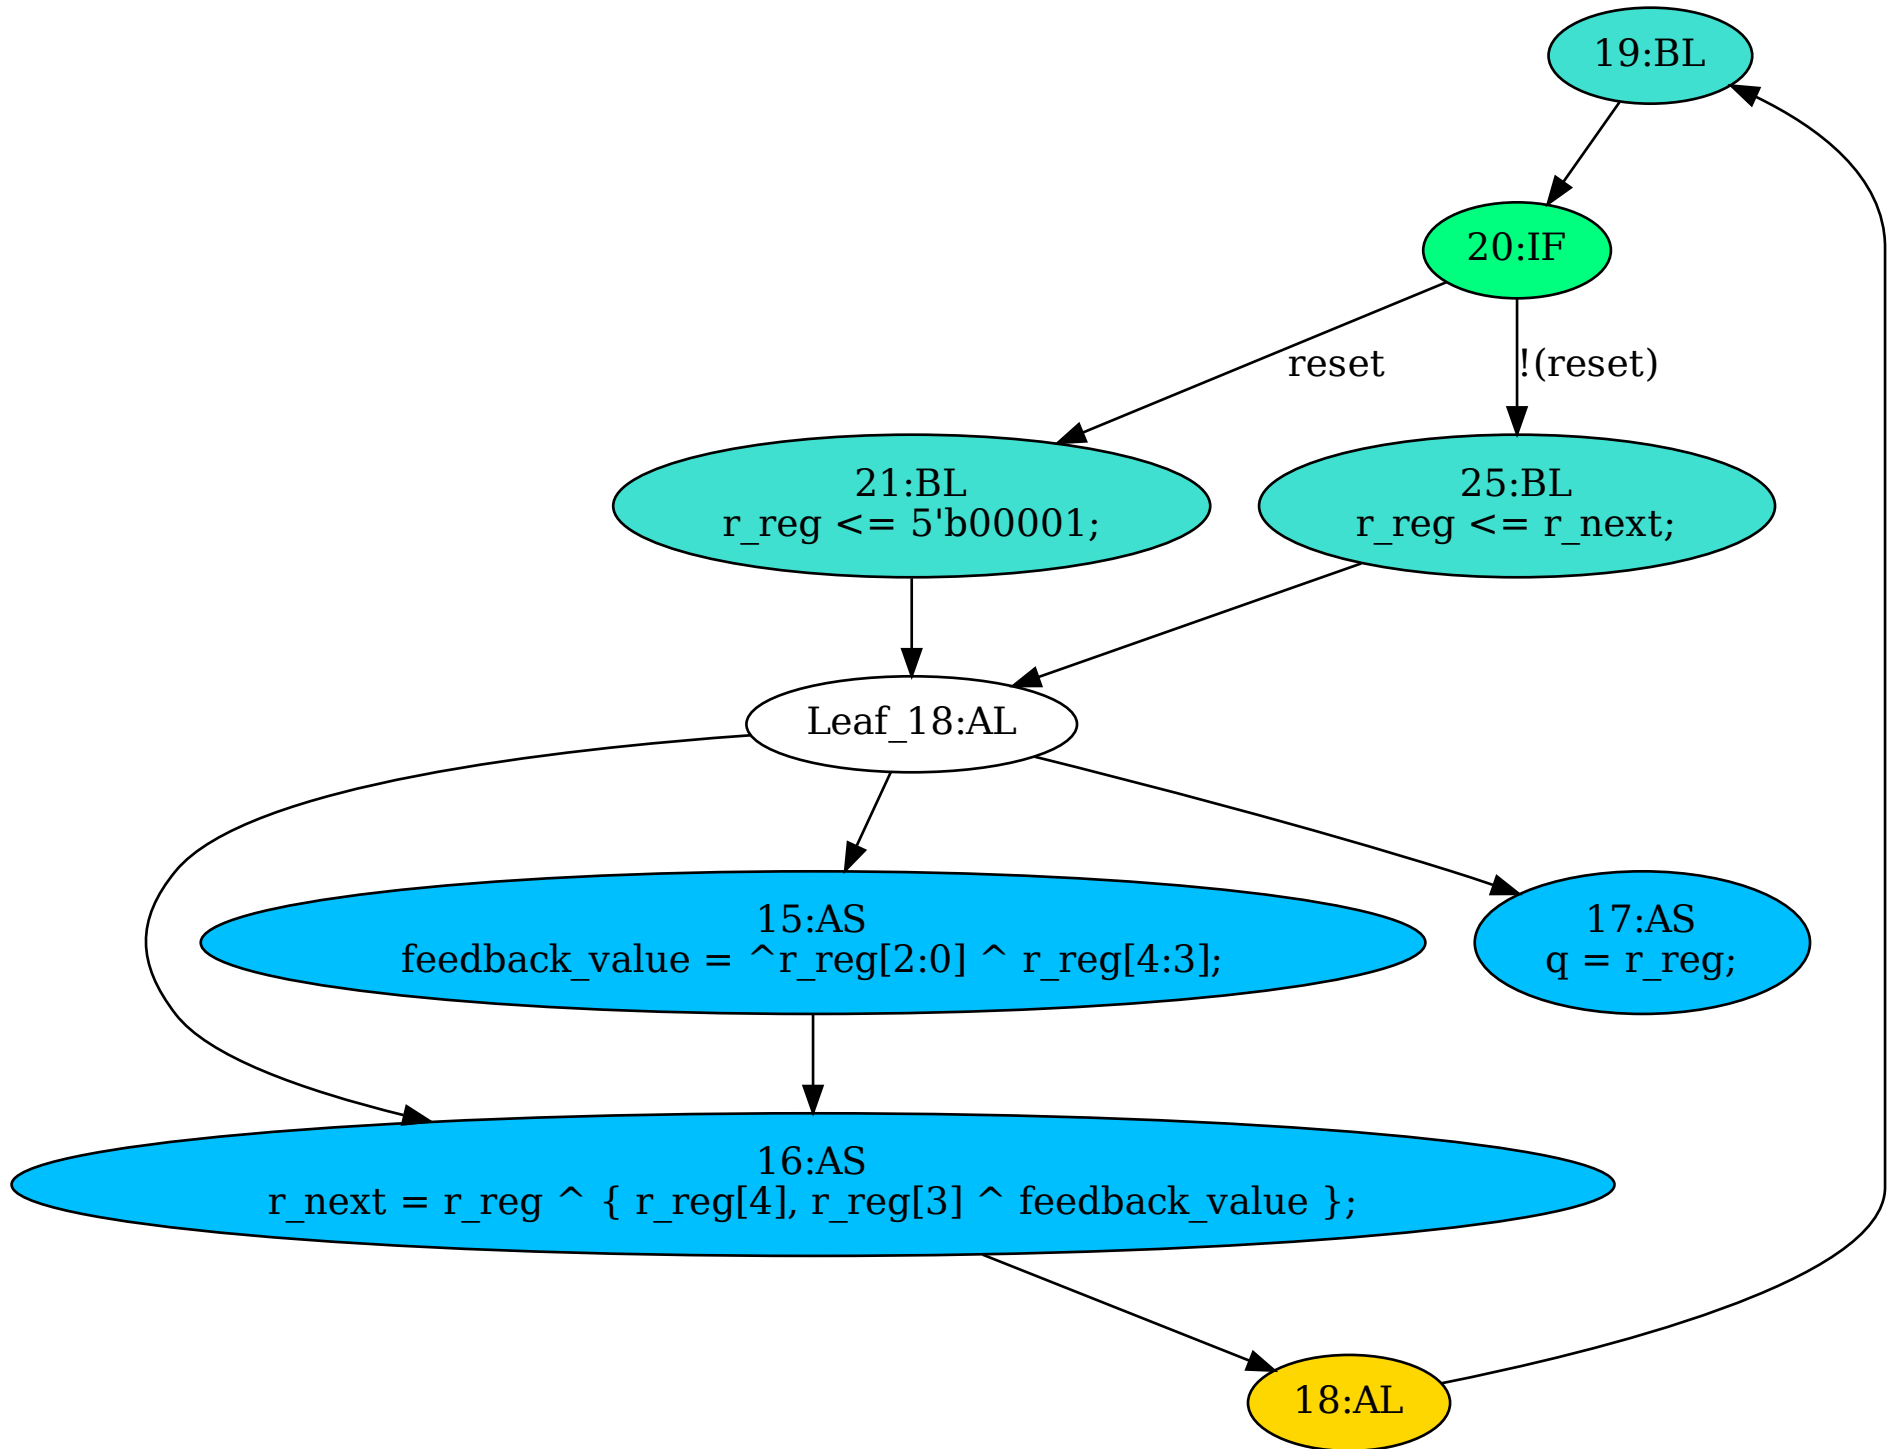 19:BL
20:IF
reset
!(reset)
21:BL
r_reg <= 5'b00001;
25:BL
r_reg <= r_next;
Leaf_18:AL
15:AS
feedback_value = ^r_reg[2:0] ^ r_reg[4:3];
17:AS
q = r_reg;
16:AS
r_next = r_reg ^ { r_reg[4], r_reg[3] ^ feedback_value };
18:AL